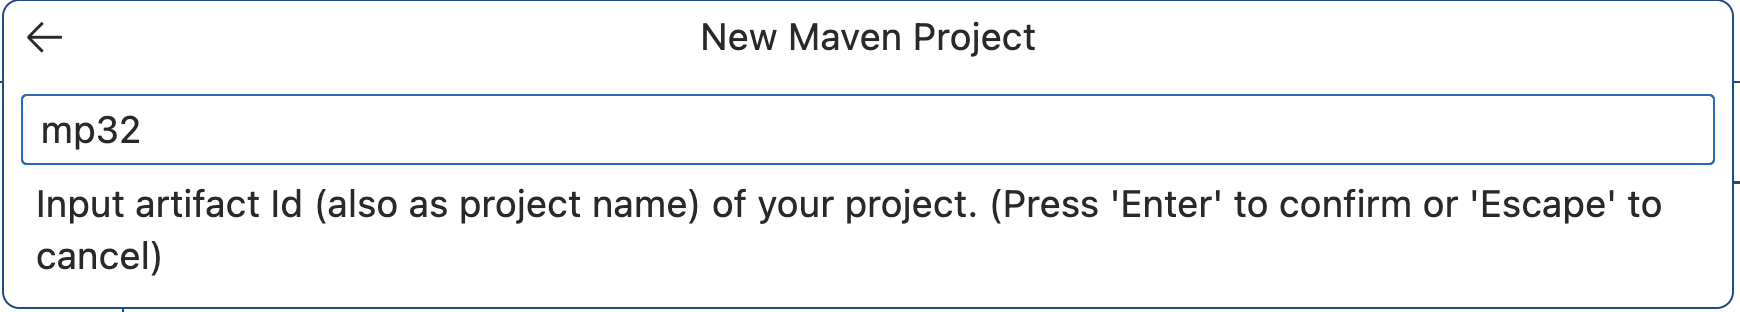 New Maven Project
mp32
Input artifact Id (also as project name) of your project. (Press 'Enter' to confirm or 'Escape' to
cancel)